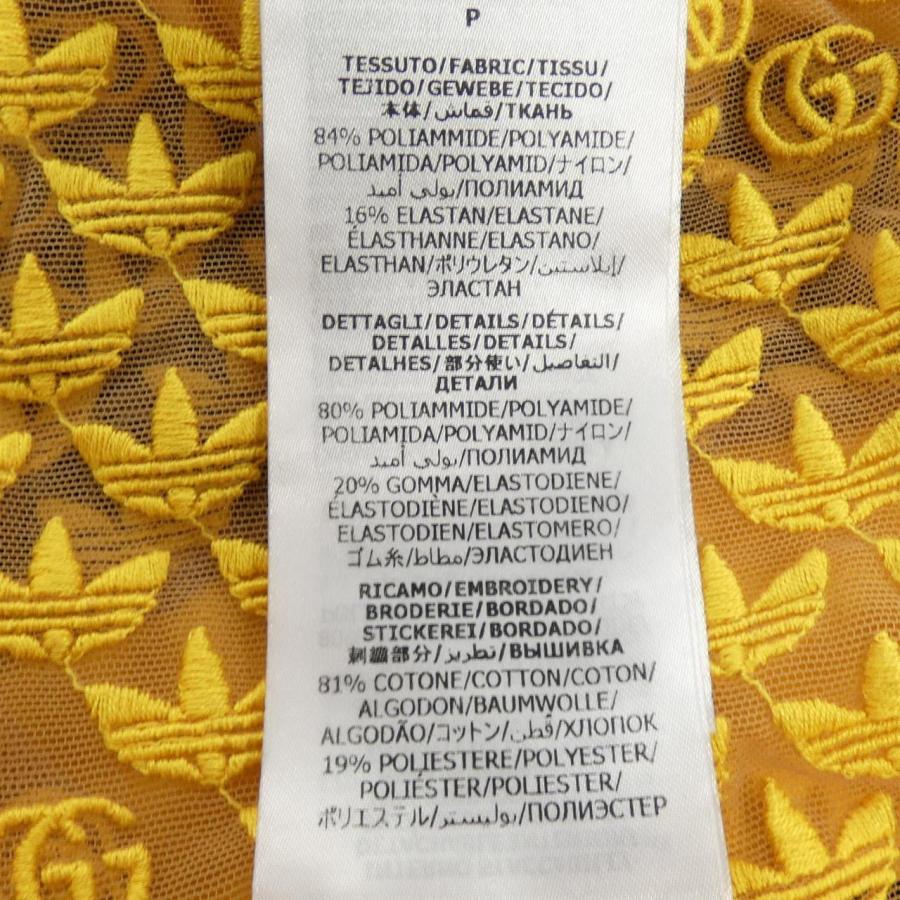 P
TESSUTO/FABRIC/TISSU/
TEJIDO/GEWEBE/TECIDO/
本体/قماش/ТКАНЬ
84% POLIAMMIDE/POLYAMIDE/
POLIAMIDA/POLYAMID/ナイロン/
بولي أميد/ПОЛИАМИД
16% ELASTAN/ELASTANE/
ÉLASTHANNE/ELASTANO/
ELASTHAN/ポリウレタン/إيلاستين/
ЭЛАСТАН
DETTAGLI/DETAILS/DÉTAILS/
DETALLES/DETAILS/
DETALHES/部分使い/التفاصيل/
ДЕТАЛИ
80% POLIAMMIDE/POLYAMIDE/
POLIAMIDA/POLYAMID/ナイロン/
بولي أميد/ПОЛИАМИД
20% GOMMA/ELASTODIENE/
ÉLASTODIÈNE/ELASTODIENO/
ELASTODIEN/ELASTOMERO/
ゴム糸/مطاط/ЭЛАСТОДИЕН
RICAMO/EMBROIDERY/
BRODERIE/BORDADO/
STICKEREI/BORDADO/
刺繍部分/تطريز/ВЫШИВКА
81% COTONE/COTTON/COTON/
ALGODON/BAUMWOLLE/
ALGODÃO/コットン/قطن/ХЛОПОК
19% POLIESTERE/POLYESTER/
POLIÉSTER/POLIESTER/
ポリエステル/بوليستر/ПОЛИЭСТЕР